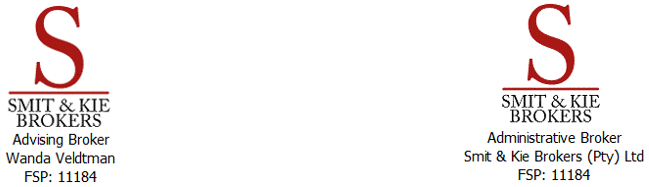 S
SMIT & KIE
BROKERS
Advising Broker
Wanda Veldtman
FSP: 11184
S
SMIT & KIE
BROKERS
Administrative Broker
Smit & Kie Brokers (Pty) Ltd
FSP: 11184